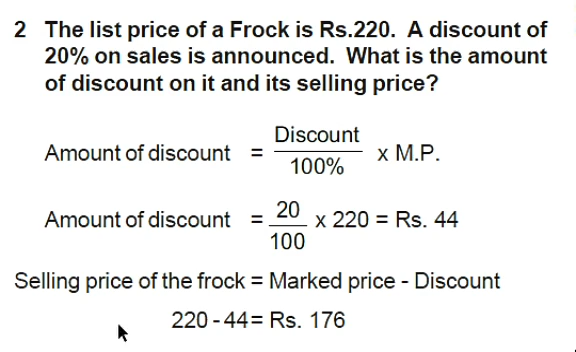 2 The list price of a Frock is Rs.220. A discount of
20% on sales is announced. What is the amount
of discount on it and its selling price?
Amount of discount = Discount / 100% x M.P.
Amount of discount = 20 / 100 x 220 = Rs. 44
Selling price of the frock = Marked price - Discount
220 - 44 = Rs. 176